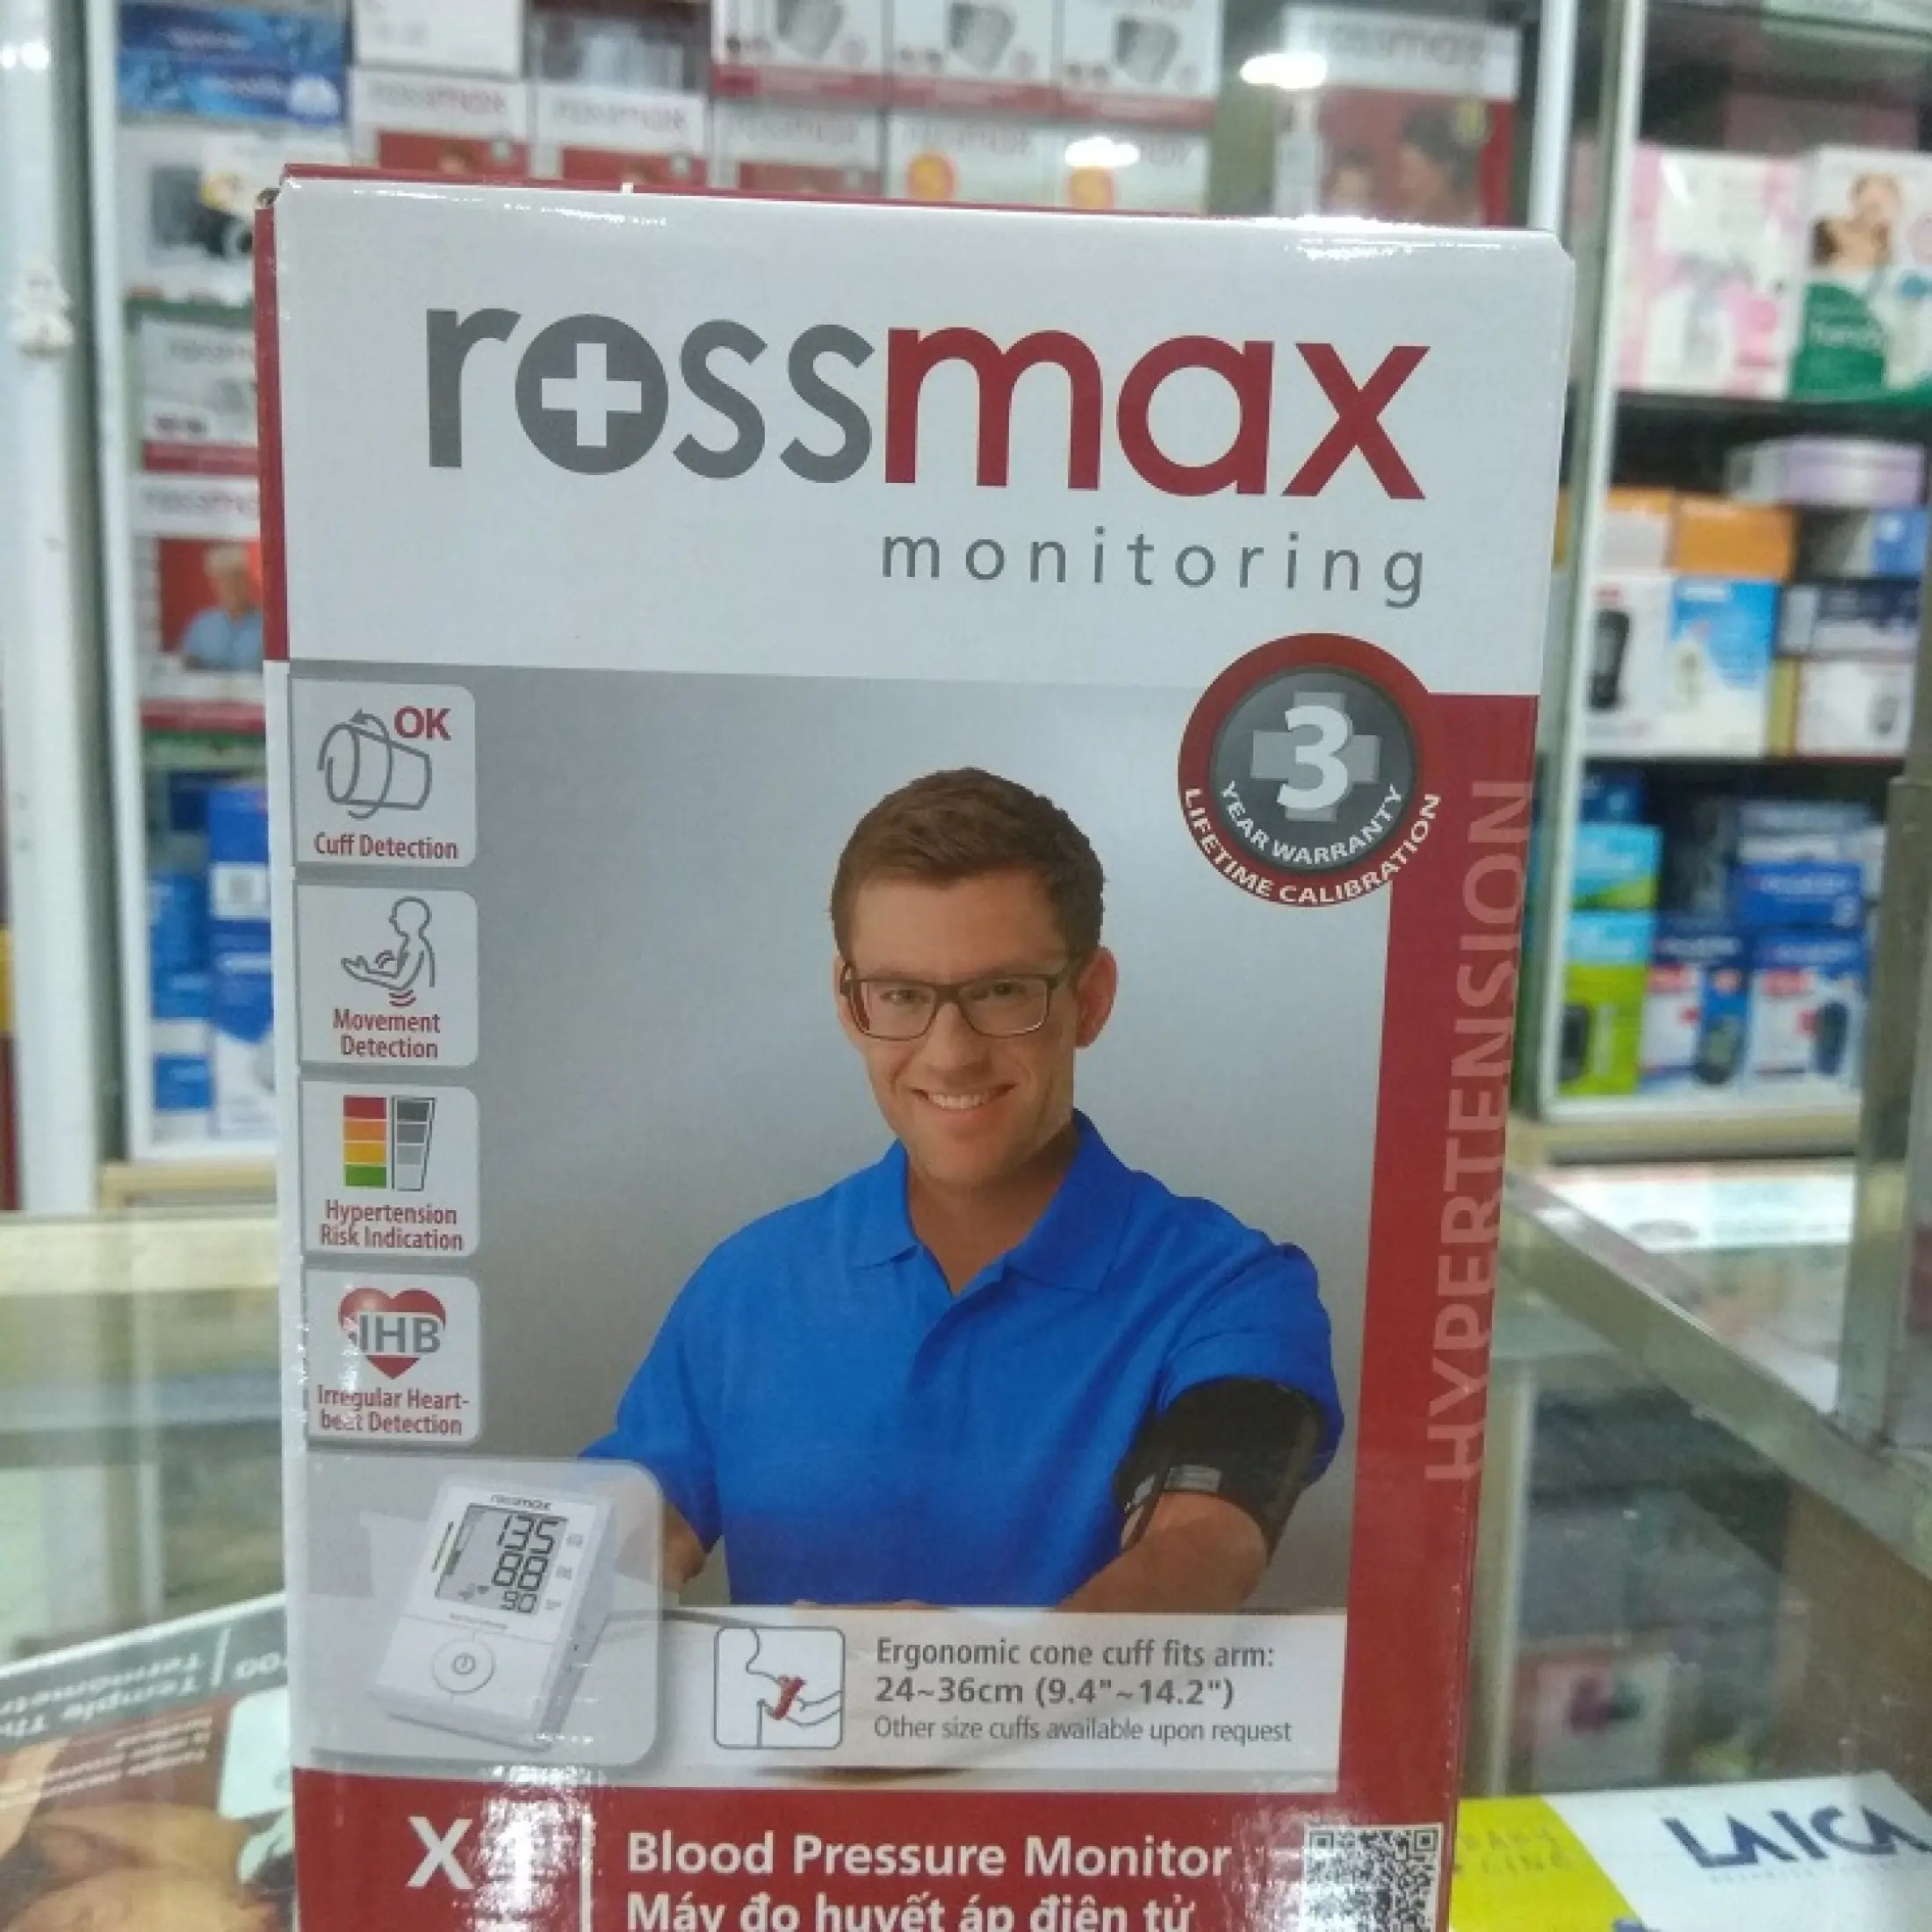 rossmax
monitoring
3
YEAR WARRANTY
LIFETIME CALIBRATION
HYPERTENSION
OK
Cuff Detection
Movement
Detection
Hypertension
Risk Indication
IHB
Irregular Heart-
beat Detection
rossmax
135
88
90
Ergonomic cone cuff fits arm:
24~36cm (9.4"~14.2")
Other size cuffs available upon request
X
Blood Pressure Monitor
Máy đo huyết áp điện tử
LAICA